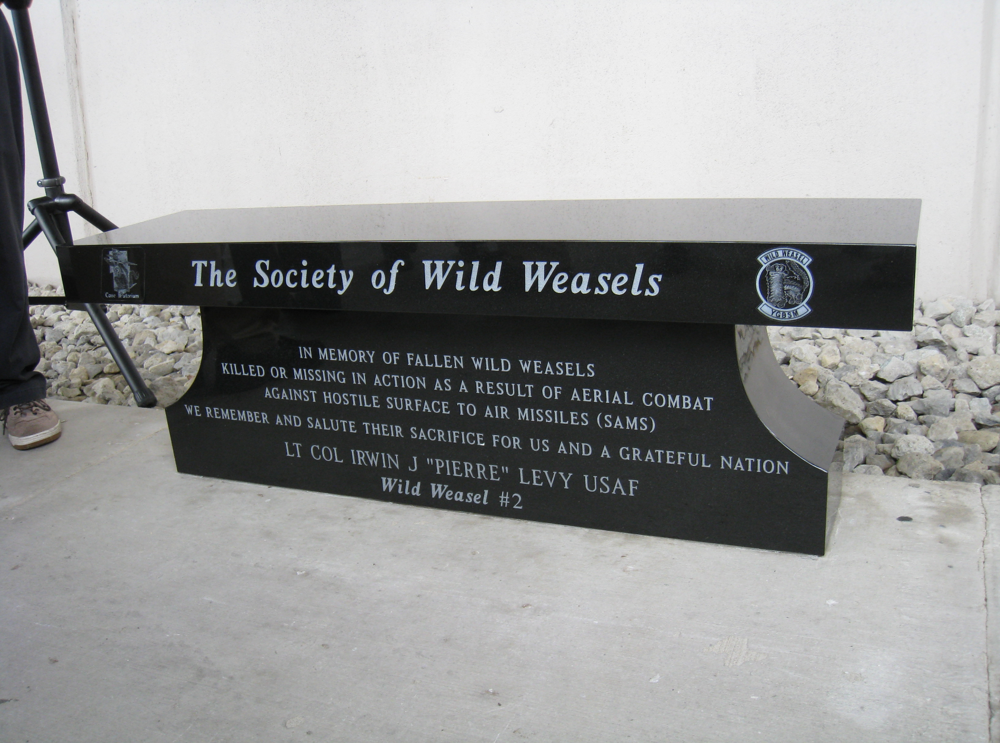 The Society of Wild Weasels
WILD WEASEL
YGBSM
IN MEMORY OF FALLEN WILD WEASELS
KILLED OR MISSING IN ACTION AS A RESULT OF AERIAL COMBAT
AGAINST HOSTILE SURFACE TO AIR MISSILES (SAMS)
WE REMEMBER AND SALUTE THEIR SACRIFICE FOR US AND A GRATEFUL NATION
LT COL IRWIN J "PIERRE" LEVY USAF
Wild Weasel #2